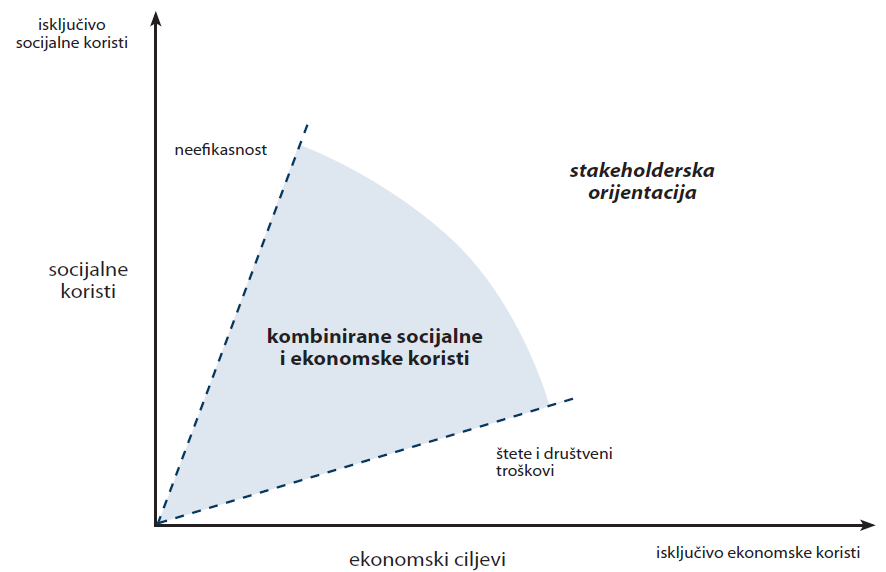 isključivo
socijalne koristi
neefikasnost
stakeholderska
orijentacija
socijalne
koristi
kombinirane socijalne
i ekonomske koristi
štete i društveni
troškovi
ekonomski ciljevi
isključivo ekonomske koristi